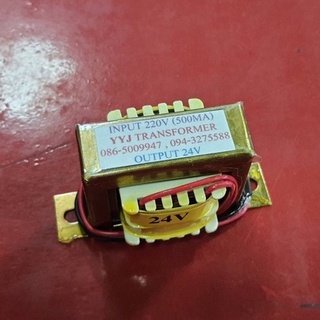 INPUT 220V (500MA)
YYJ TRANSFORMER
086-5009947 , 094-3275588
OUTPUT 24V
24V